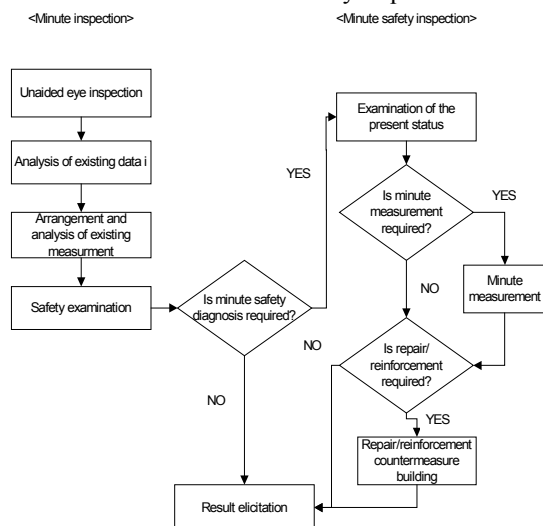 <Minute inspection>
<Minute safety inspection>
Unaided eye inspection
Analysis of existing data i
Arrangement and
analysis of existing
measurment
Safety examination
Is minute safety
diagnosis required?
YES
NO
NO
Examination of the
present status
Is minute
measurement
required?
YES
NO
Minute
measurement
Is repair/
reinforcement
required?
YES
Repair/reinforcement
countermeasure
building
Result elicitation